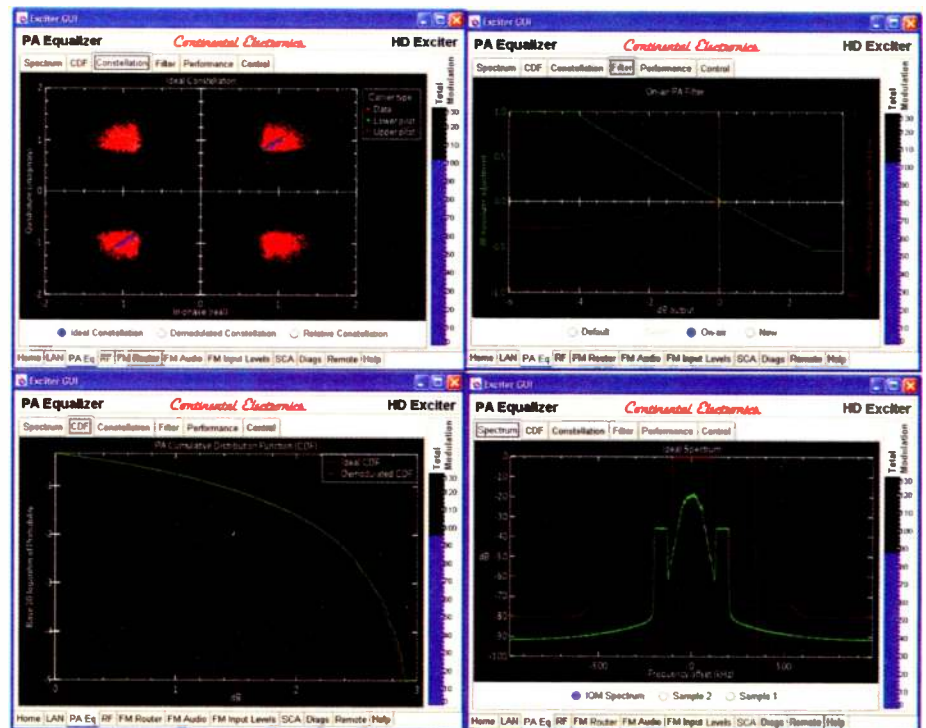 Exciter GUI
PA Equalizer Continental Electronics HD Exciter
Spectrum CDF Constellation Filter Performance Control
Ideal Constellation
Carrier type
Data
Lower pilot
Upper pilot
Quadrature (imaginary)
In-phase (real)
Total Modulation
Ideal Constellation Demodulated Constellation Relative Constellation
Home LAN PA Eq RF FM Router FM Audio FM Input Levels SCA Diags Remote Help
Exciter GUI
PA Equalizer Continental Electronics HD Exciter
Spectrum CDF Constellation Filter Performance Control
On-air PA Filter
dB output
Total Modulation
Default On-air New
Home LAN PA Eq RF FM Router FM Audio FM Input Levels SCA Diags Remote Help
Exciter GUI
PA Equalizer Continental Electronics HD Exciter
Spectrum CDF Constellation Filter Performance Control
PA Cumulative Distribution Function (CDF)
Ideal CDF
Demodulated CDF
Base 10 logarithm of Probability
dB
Total Modulation
Home LAN PA Eq RF FM Router FM Audio FM Input Levels SCA Diags Remote Help
Exciter GUI
PA Equalizer Continental Electronics HD Exciter
Spectrum CDF Constellation Filter Performance Control
Ideal Spectrum
dB
Frequency offset (kHz)
Total Modulation
IQM Spectrum Sample 2 Sample 1
Home LAN PA Eq RF FM Router FM Audio FM Input Levels SCA Diags Remote Help